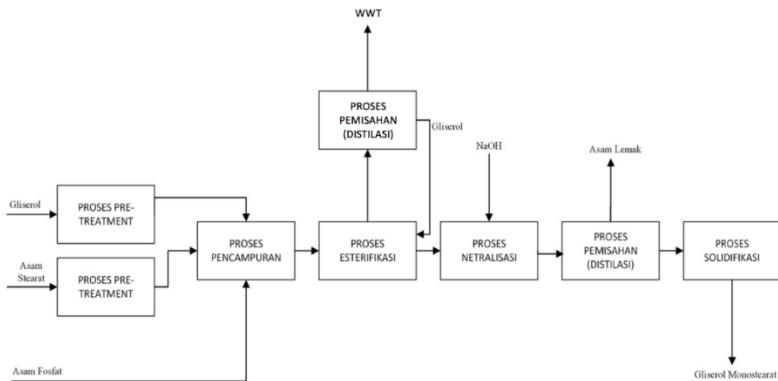 WWT
PROSES
PEMISAHAN
(DISTILASI)
Gliserol
NaOH
Asam Lemak
Gliserol
PROSES PRE-
TREATMENT
PROSES
PENCAMPURAN
PROSES
ESTERIFIKASI
PROSES
NETRALISASI
PROSES
PEMISAHAN
(DISTILASI)
PROSES
SOLIDIFIKASI
Asam
Stearat
PROSES PRE-
TREATMENT
Asam Fosfat
Gliserol Monostearat